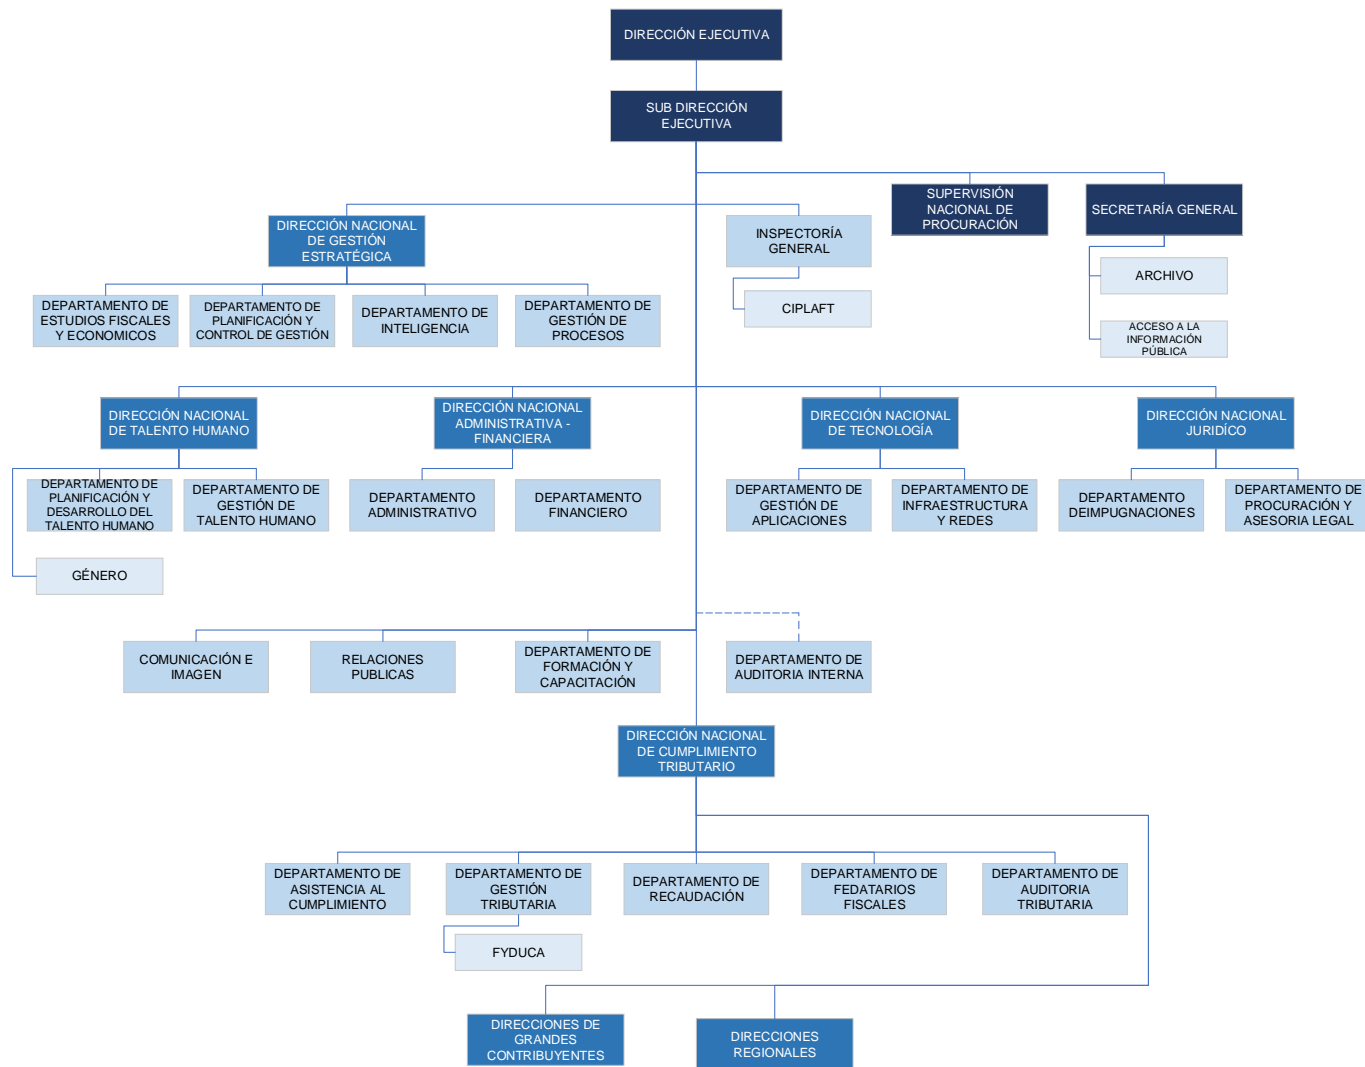 DIRECCIÓN EJECUTIVA
SUB DIRECCIÓN
EJECUTIVA
SUPERVISIÓN
NACIONAL DE
PROCURACIÓN
SECRETARÍA GENERAL
DIRECCIÓN NACIONAL
DE GESTIÓN
ESTRATÉGICA
INSPECTORÍA
GENERAL
ARCHIVO
CIPLAFT
ACCESO A LA
INFORMACIÓN
PÚBLICA
DEPARTAMENTO DE
ESTUDIOS FISCALES
Y ECONOMICOS
DEPARTAMENTO DE
PLANIFICACIÓN Y
CONTROL DE GESTIÓN
DEPARTAMENTO DE
INTELIGENCIA
DEPARTAMENTO DE
GESTIÓN DE
PROCESOS
DIRECCIÓN NACIONAL
DE TALENTO HUMANO
DIRECCIÓN NACIONAL
ADMINISTRATIVA -
FINANCIERA
DIRECCIÓN NACIONAL
DE TECNOLOGÍA
DIRECCIÓN NACIONAL
JURIDÍCO
DEPARTAMENTO DE
PLANIFICACIÓN Y
DESARROLLO DEL
TALENTO HUMANO
DEPARTAMENTO DE
GESTIÓN DE
TALENTO HUMANO
DEPARTAMENTO
ADMINISTRATIVO
DEPARTAMENTO
FINANCIERO
DEPARTAMENTO DE
GESTIÓN DE
APLICACIONES
DEPARTAMENTO DE
INFRAESTRUCTURA
Y REDES
DEPARTAMENTO
DEIMPUGNACIONES
DEPARTAMENTO DE
PROCURACIÓN Y
ASESORIA LEGAL
GÉNERO
COMUNICACIÓN E
IMAGEN
RELACIONES
PUBLICAS
DEPARTAMENTO DE
FORMACIÓN Y
CAPACITACIÓN
DEPARTAMENTO DE
AUDITORIA INTERNA
DIRECCIÓN NACIONAL
DE CUMPLIMIENTO
TRIBUTARIO
DEPARTAMENTO DE
ASISTENCIA AL
CUMPLIMIENTO
DEPARTAMENTO DE
GESTIÓN
TRIBUTARIA
DEPARTAMENTO DE
RECAUDACIÓN
DEPARTAMENTO DE
FEDATARIOS
FISCALES
DEPARTAMENTO DE
AUDITORIA
TRIBUTARIA
FYDUCA
DIRECCIONES DE
GRANDES
CONTRIBUYENTES
DIRECCIONES
REGIONALES